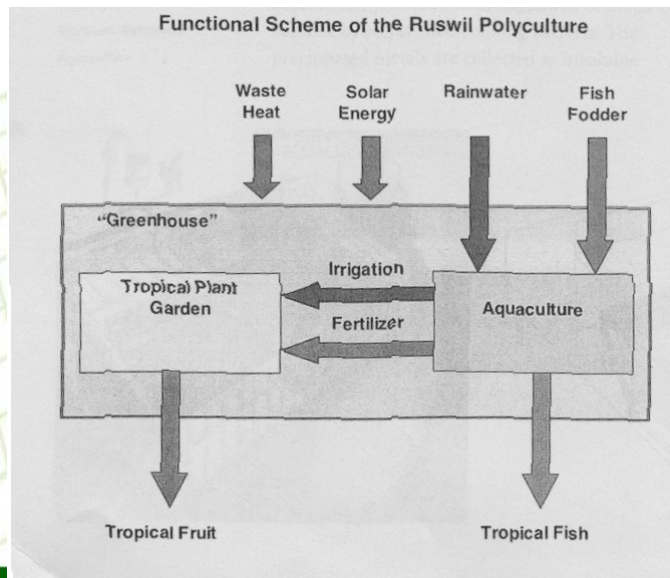 Functional Scheme of the Ruswil Polyculture
Waste
Heat
Solar
Energy
Rainwater
Fish
Fodder
"Greenhouse"
Tropical Plant
Garden
Irrigation
Fertilizer
Aquaculture
Tropical Fruit
Tropical Fish